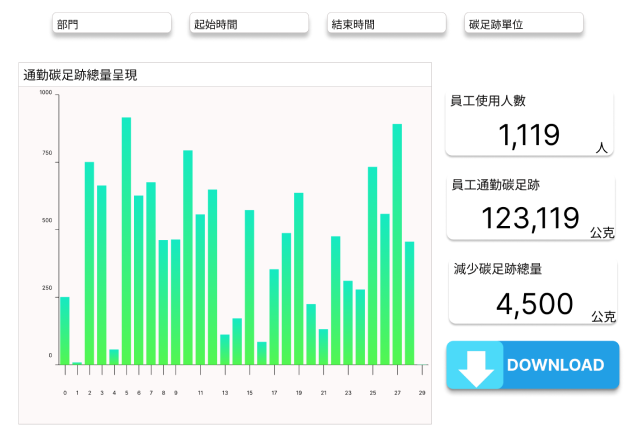 部門
起始時間
結束時間
碳足跡單位
通勤碳足跡總量呈現
1000
750
500
250
0
0 1 2 3 4 5 6 7 8 9 11 13 15 17 19 21 23 25 27 29
員工使用人數
1,119 人
員工通勤碳足跡
123,119 公克
減少碳足跡總量
4,500 公克
DOWNLOAD